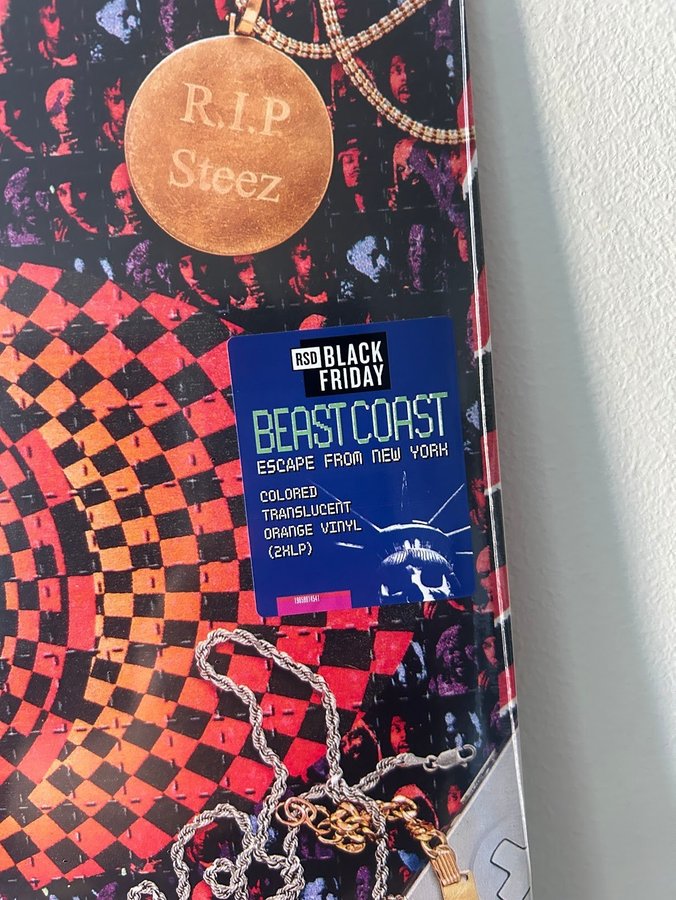 R.I.P
Steez
RSD BLACK
FRIDAY
BEAST COAST
ESCAPE FROM NEW YORK
COLORED
TRANSLUCENT
ORANGE VINYL
(2XLP)